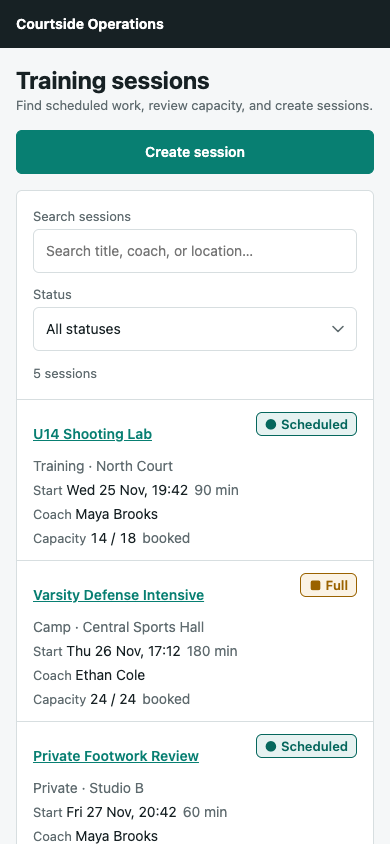 Courtside Operations
Training sessions
Find scheduled work, review capacity, and create sessions.
Create session
Search sessions
Search title, coach, or location...
Status
All statuses
5 sessions
U14 Shooting Lab
Scheduled
Training · North Court
Start Wed 25 Nov, 19:42 90 min
Coach Maya Brooks
Capacity 14 / 18 booked
Varsity Defense Intensive
Full
Camp · Central Sports Hall
Start Thu 26 Nov, 17:12 180 min
Coach Ethan Cole
Capacity 24 / 24 booked
Private Footwork Review
Scheduled
Private · Studio B
Start Fri 27 Nov, 20:42 60 min
Coach Maya Brooks